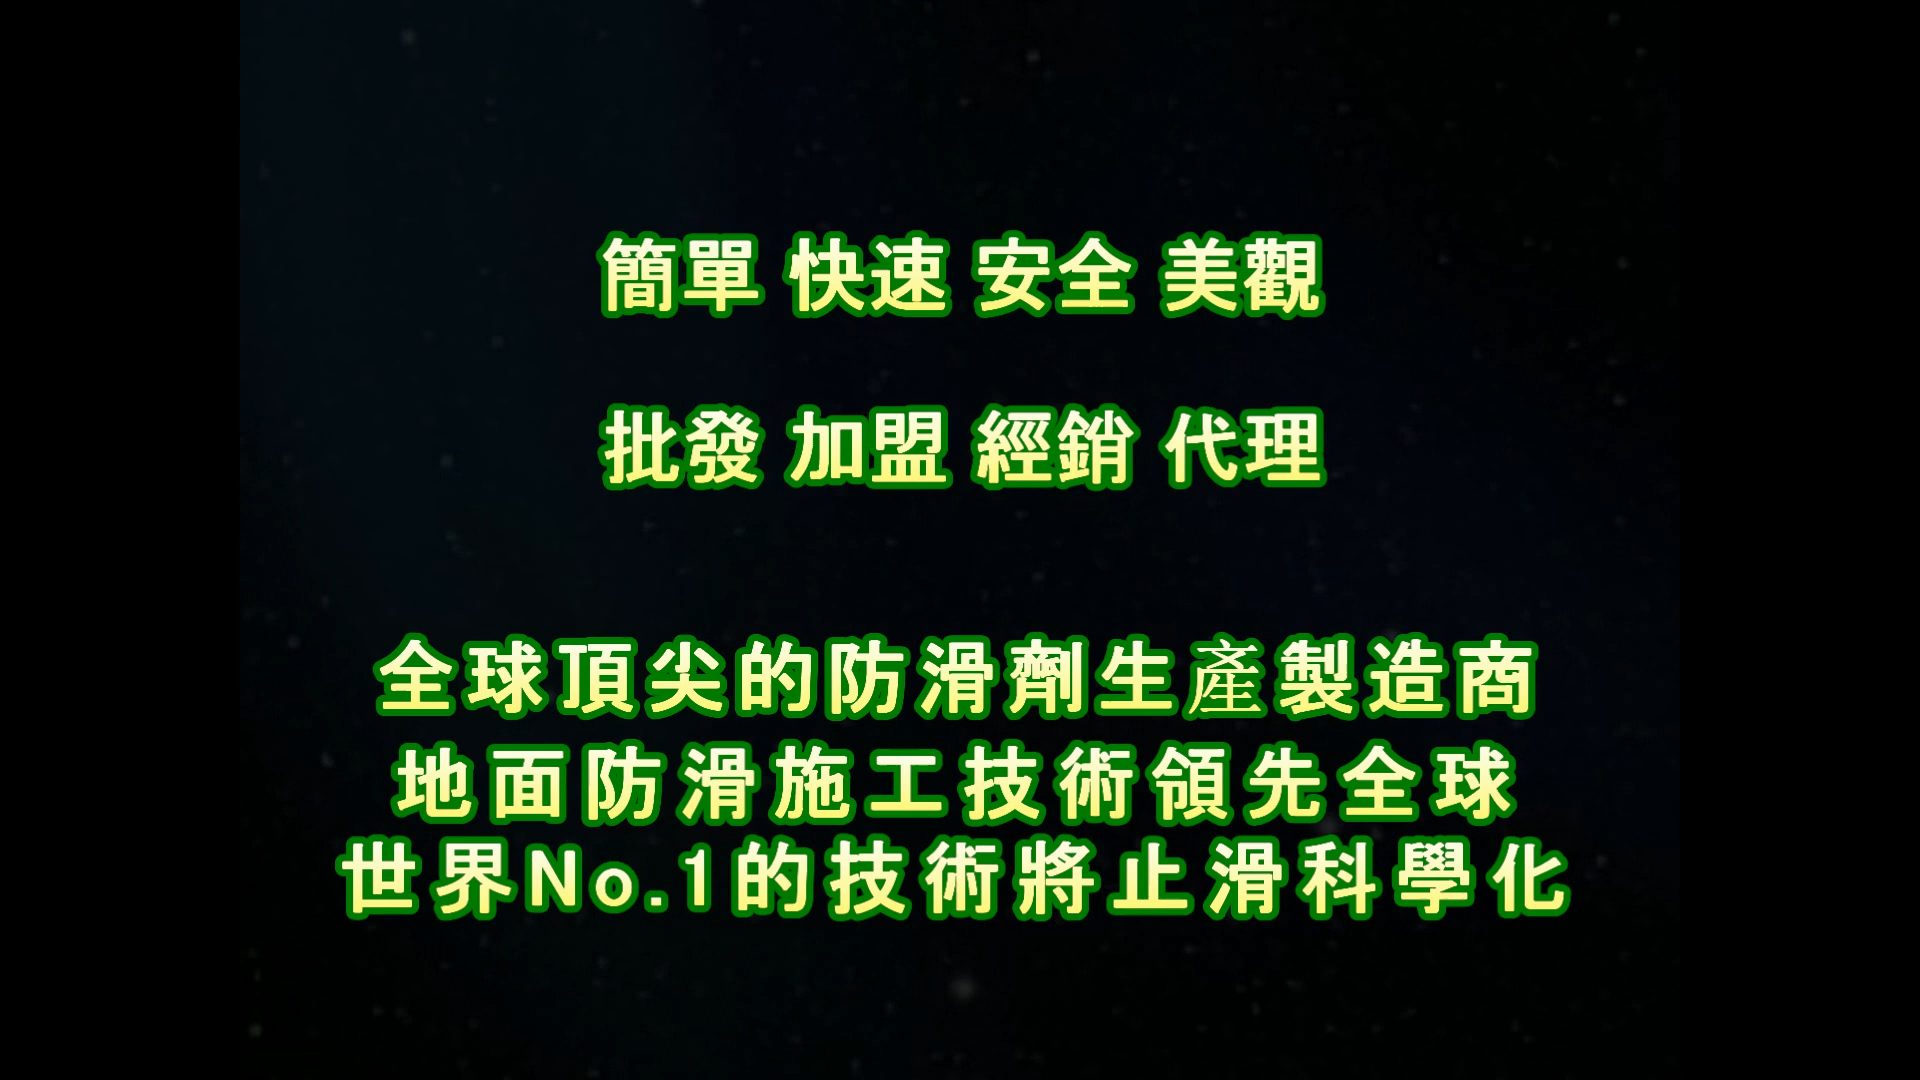 簡單 快速 安全 美觀
批發 加盟 經銷 代理
全球頂尖的防滑劑生產製造商
地面防滑施工技術領先全球
世界No.1的技術將止滑科學化